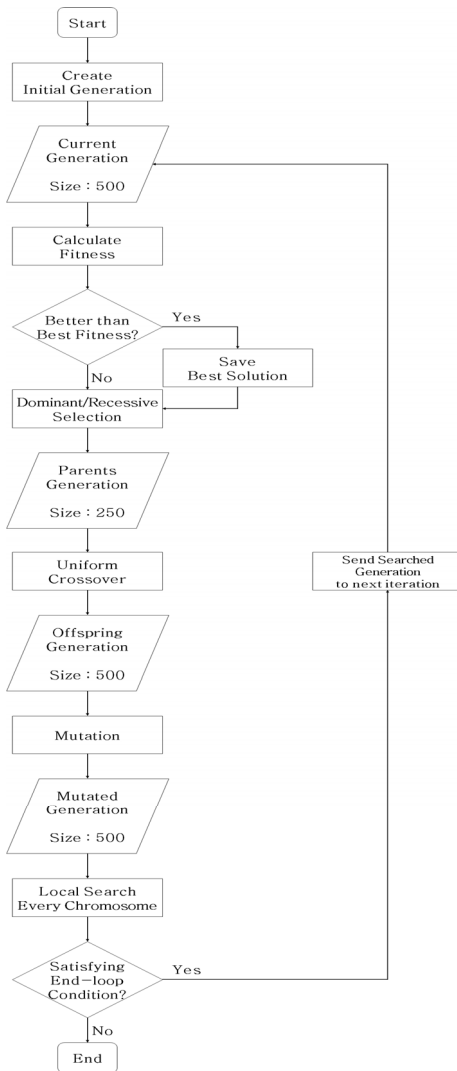 Start
Create
Initial Generation
Current
Generation
Size : 500
Calculate
Fitness
Better than
Best Fitness?
Yes
Save
Best Solution
No
Dominant/Recessive
Selection
Parents
Generation
Size : 250
Uniform
Crossover
Send Searched
Generation
to next iteration
Offspring
Generation
Size : 500
Mutation
Mutated
Generation
Size : 500
Local Search
Every Chromosome
Satisfying
End-loop
Condition?
Yes
No
End